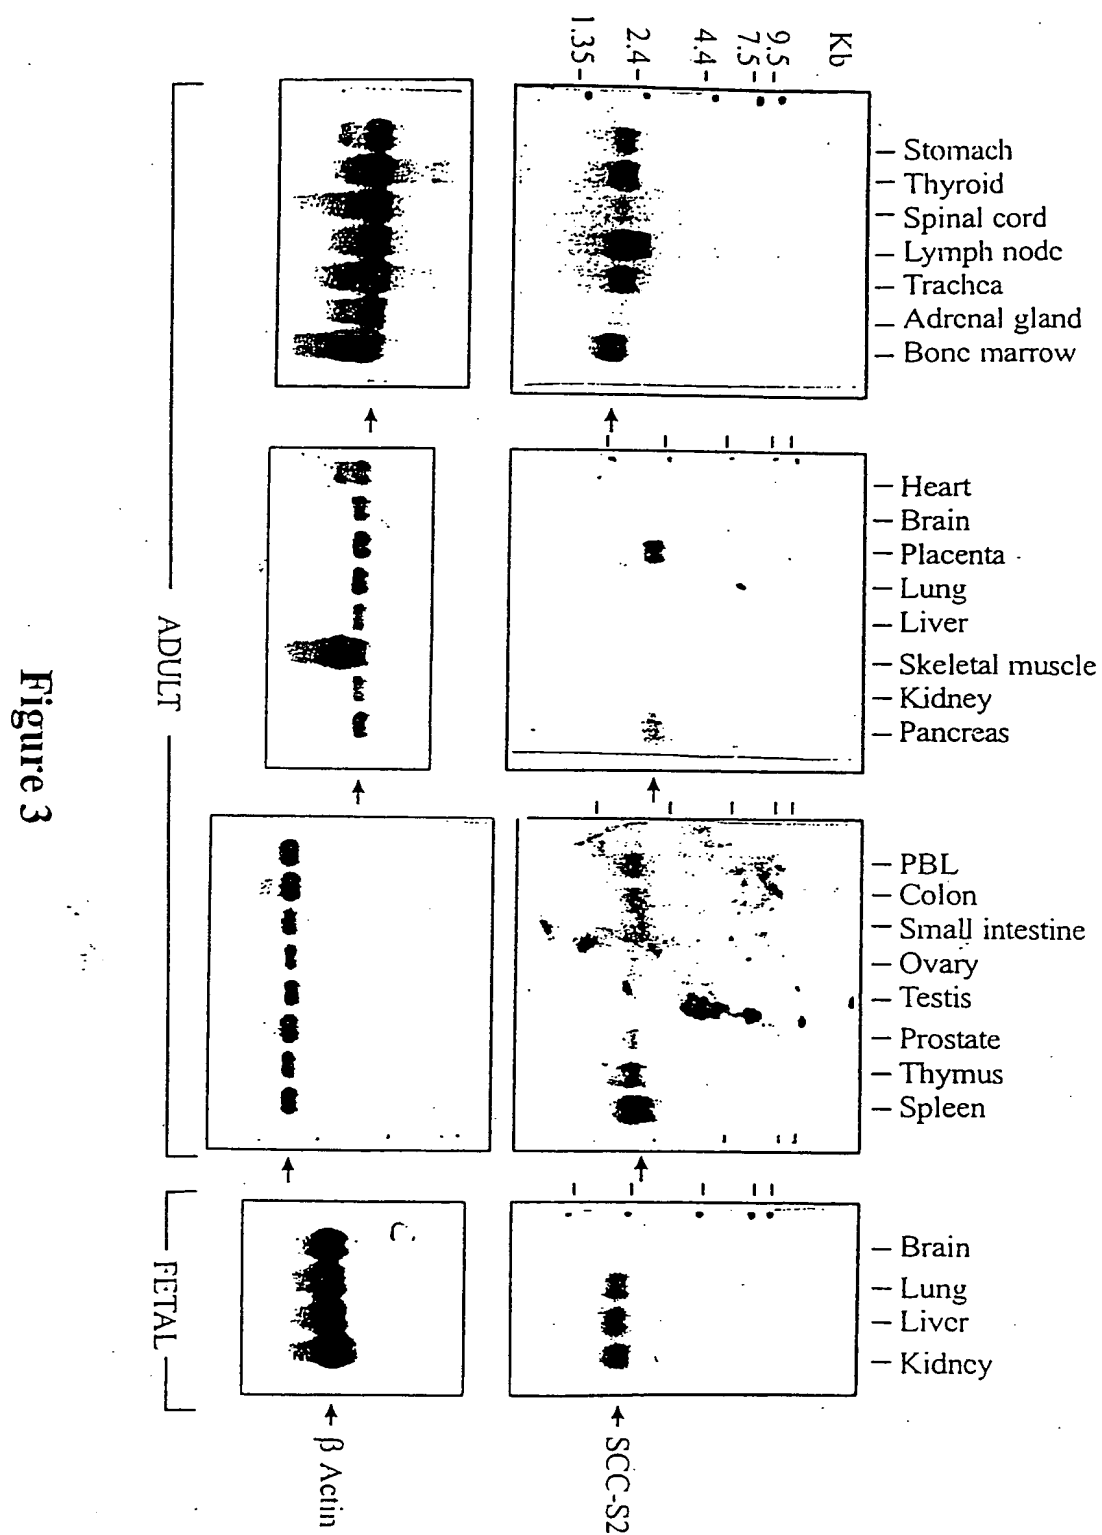 Kb
9.5-
7.5-
4.4-
2.4-
1.35-
Stomach
Thyroid
Spinal cord
Lymph node
Trachea
Adrenal gland
Bone marrow
Heart
Brain
Placenta
Lung
Liver
Skeletal muscle
Kidney
Pancreas
PBL
Colon
Small intestine
Ovary
Testis
Prostate
Thymus
Spleen
Brain
Lung
Liver
Kidney
SCC-S2
β Actin
ADULT
FETAL
Figure 3